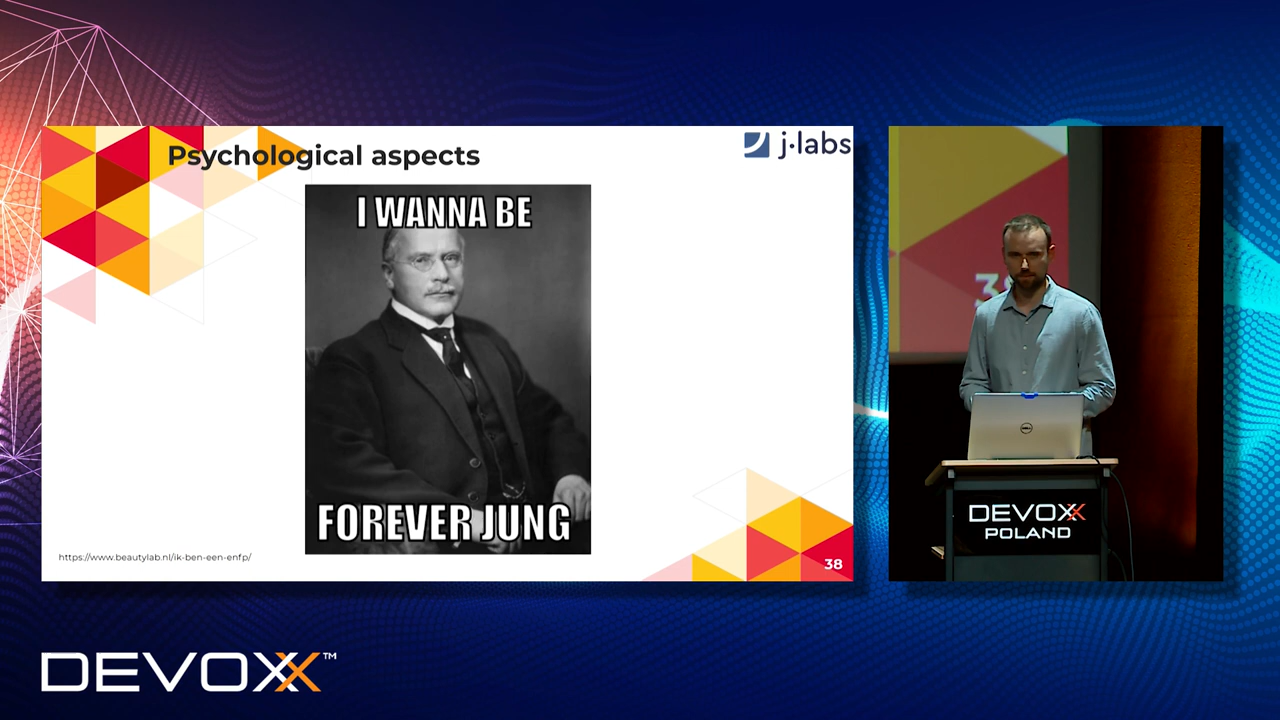 Psychological aspects
j·labs
I WANNA BE
FOREVER JUNG
https://www.beautylab.nl/ik-ben-een-enfp/
38
DELL
DEVOXX
POLAND
DEVOXX™